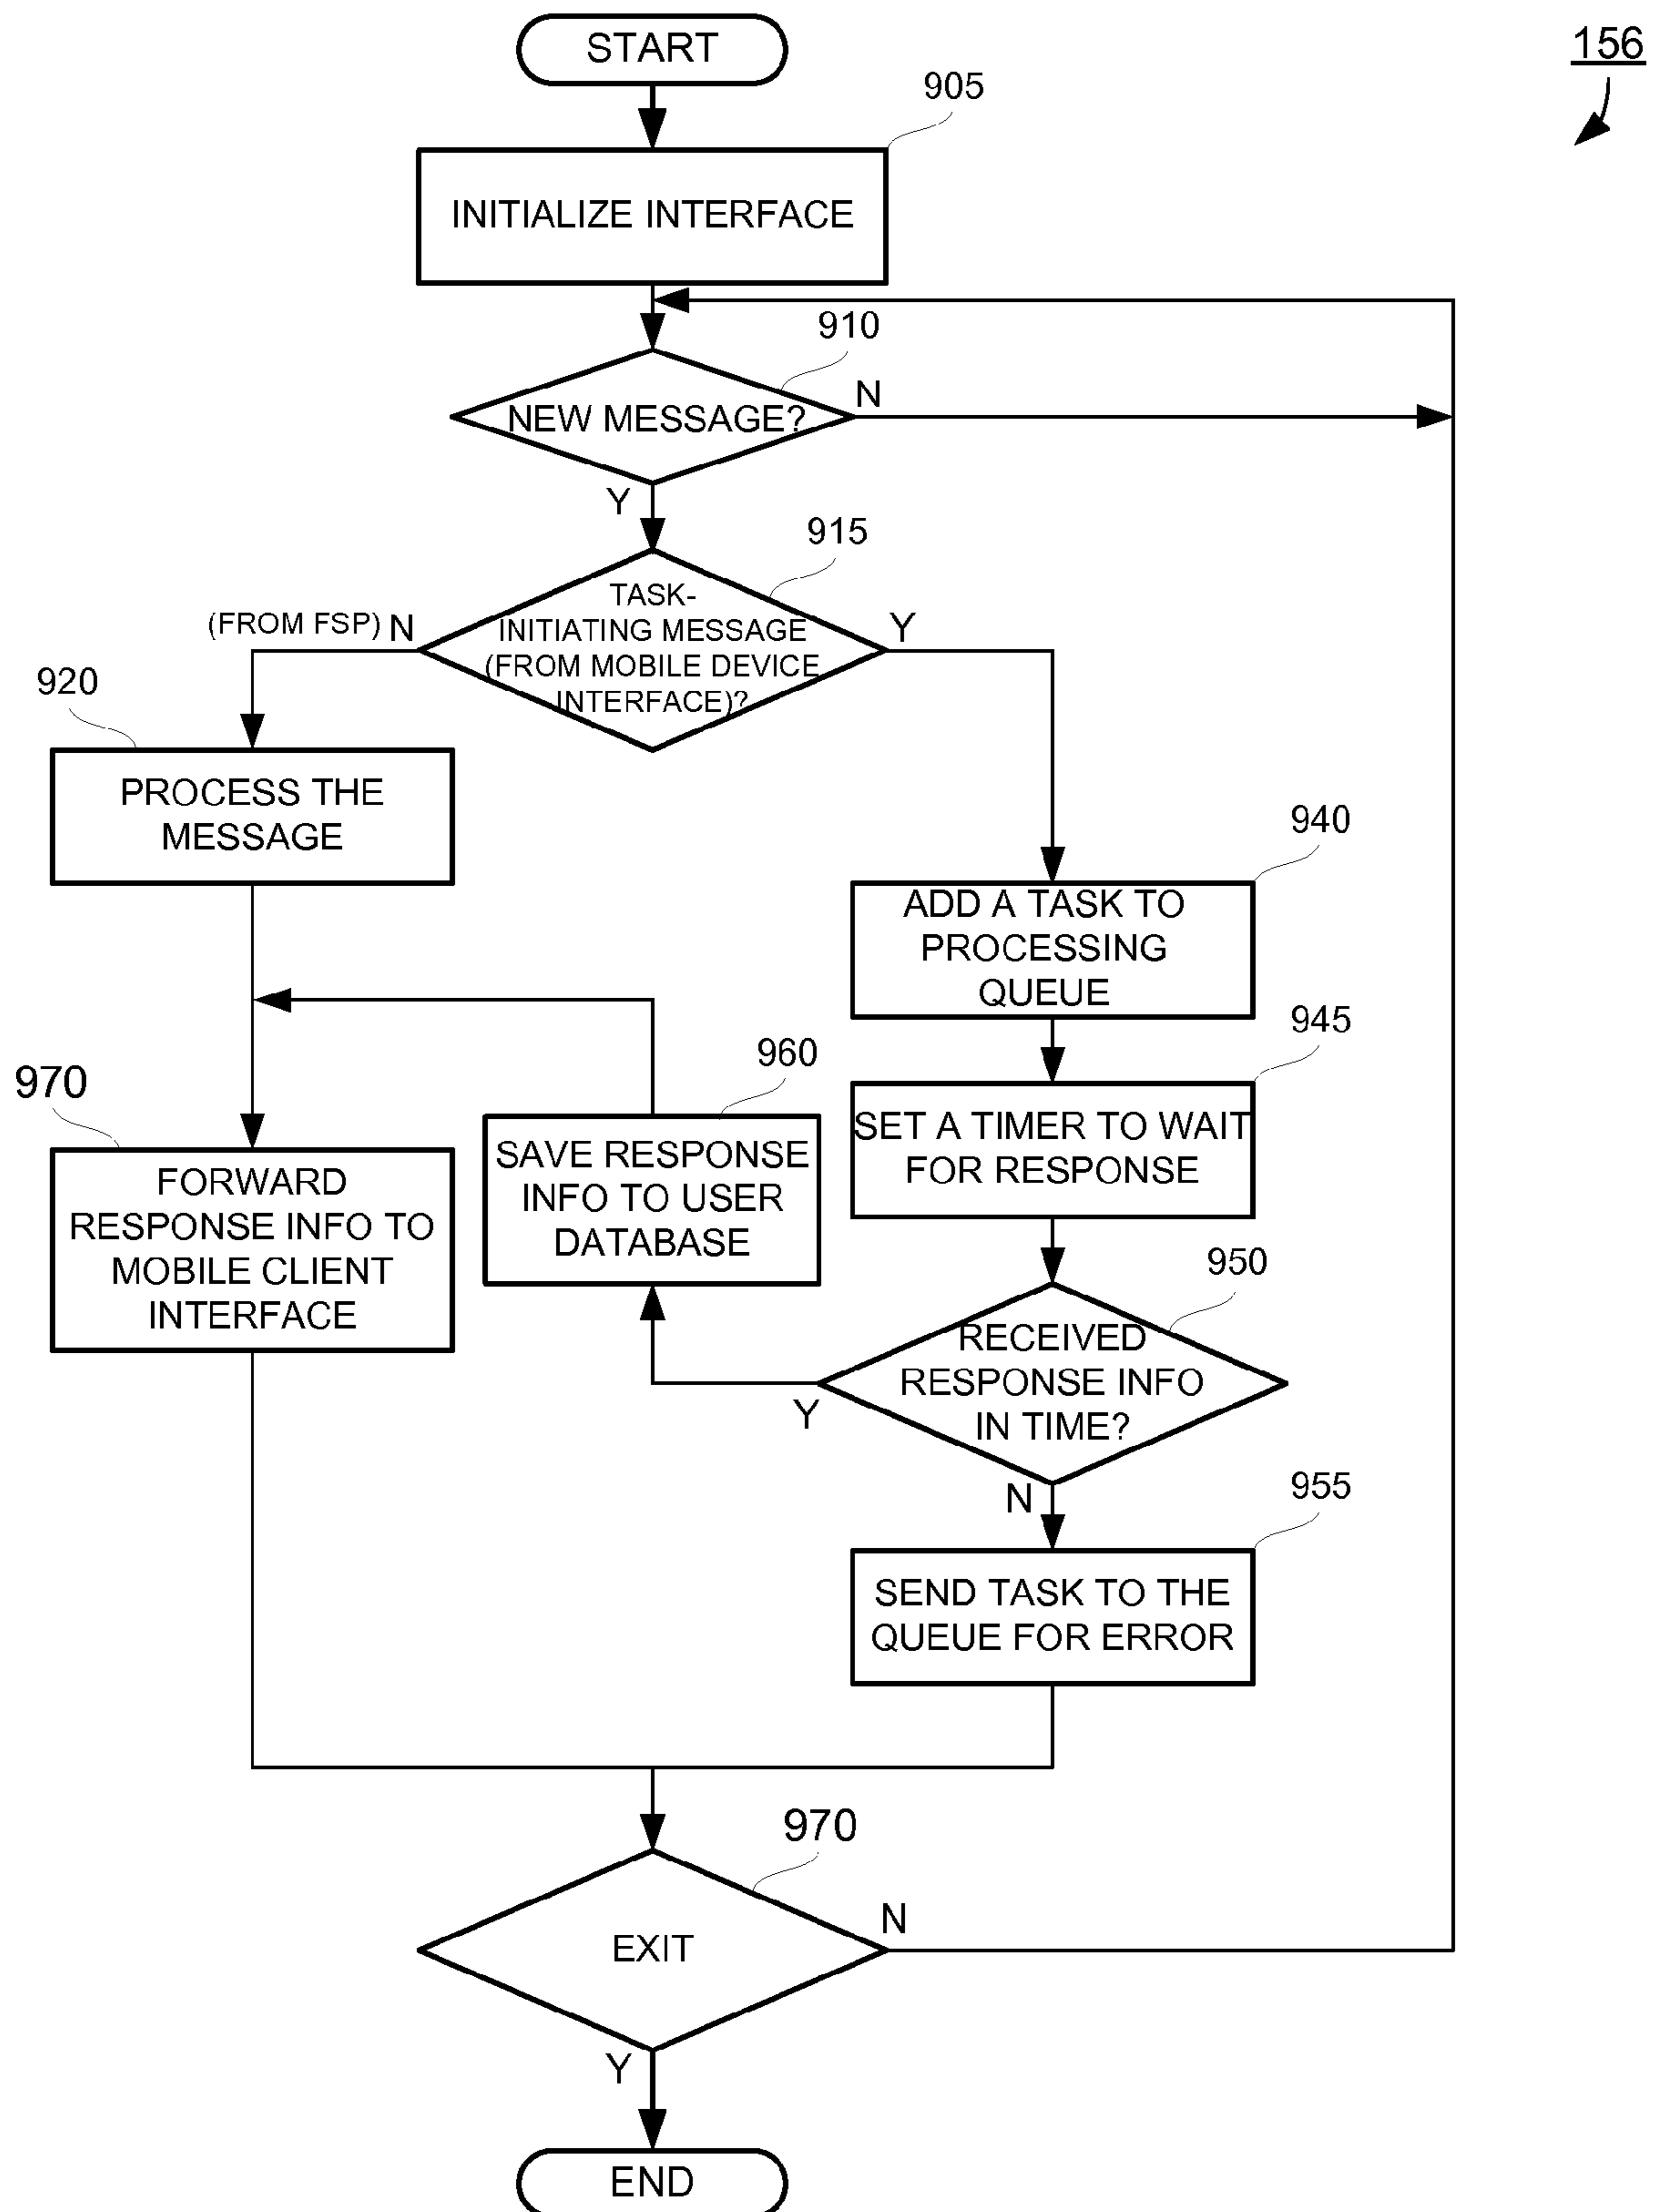 START
156
905
INITIALIZE INTERFACE
910
NEW MESSAGE?
N
Y
915
TASK-
INITIATING MESSAGE
(FROM MOBILE DEVICE
INTERFACE)?
(FROM FSP) N
Y
920
PROCESS THE
MESSAGE
940
ADD A TASK TO
PROCESSING
QUEUE
945
SET A TIMER TO WAIT
FOR RESPONSE
960
SAVE RESPONSE
INFO TO USER
DATABASE
970
FORWARD
RESPONSE INFO TO
MOBILE CLIENT
INTERFACE
950
RECEIVED
RESPONSE INFO
IN TIME?
Y
N
955
SEND TASK TO THE
QUEUE FOR ERROR
970
EXIT
N
Y
END